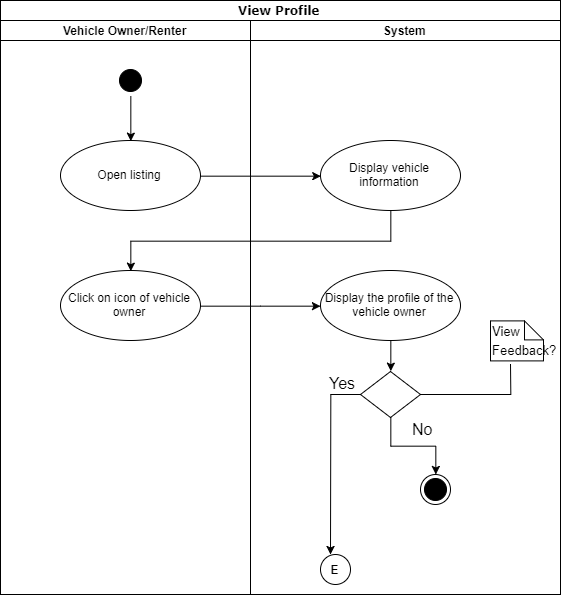 View Profile
Vehicle Owner/Renter
System
Open listing
Display vehicle
information
Click on icon of vehicle
owner
Display the profile of the
vehicle owner
View
Feedback?
Yes
No
E